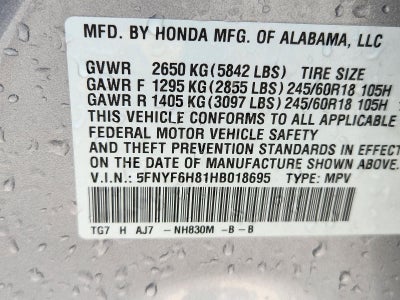 MFD. BY HONDA MFG. OF ALABAMA, LLC
GVWR 2650 KG (5842 LBS) TIRE SIZE
GAWR F 1295 KG (2855 LBS) 245/60R18 105H
GAWR R 1405 KG (3097 LBS) 245/60R18 105H
THIS VEHICLE CONFORMS TO ALL APPLICABLE
FEDERAL MOTOR VEHICLE SAFETY
AND THEFT PREVENTION STANDARDS IN EFFECT
ON THE DATE OF MANUFACTURE SHOWN ABOVE.
V.I.N.: 5FNYF6H81HB018695 TYPE: MPV
TG7 H AJ7 -NH830M -B -B